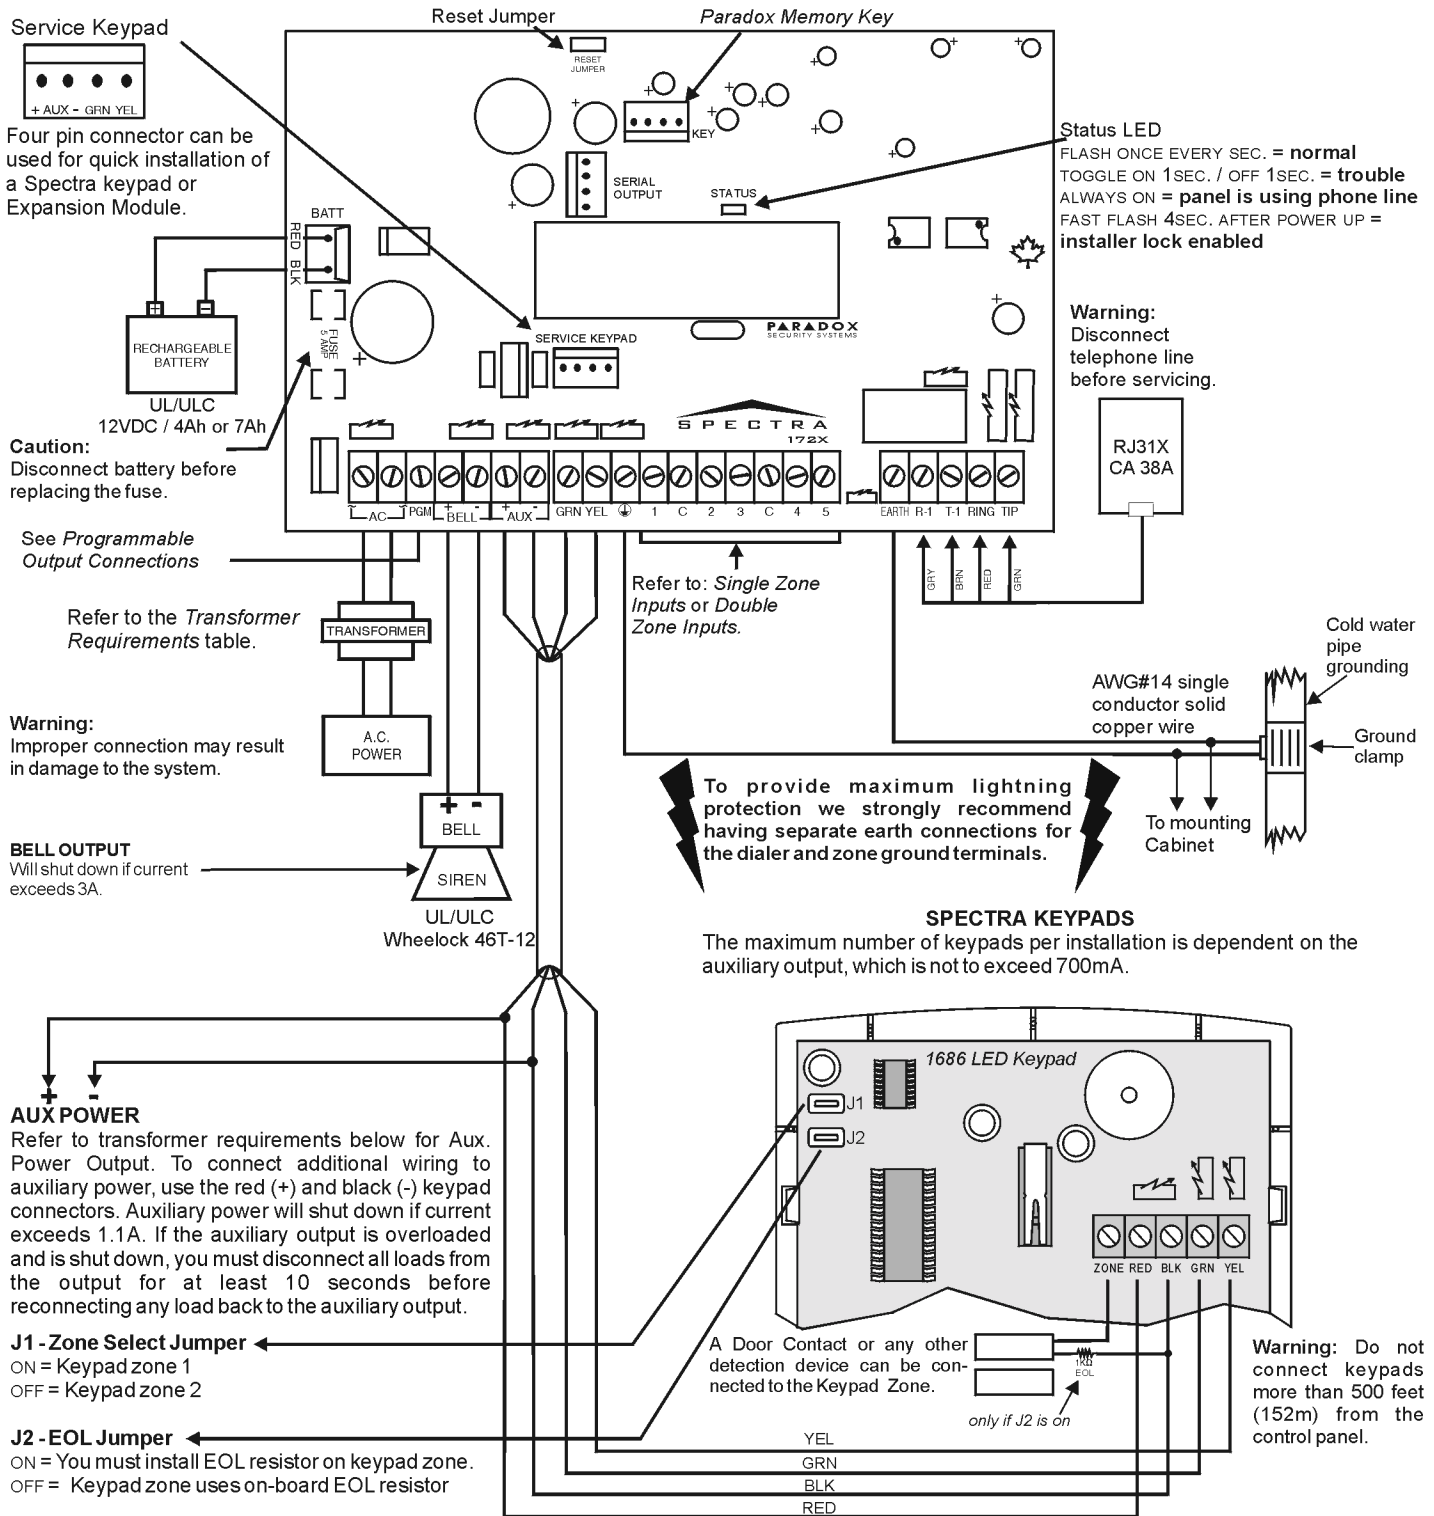 Reset Jumper
Paradox Memory Key
Service Keypad
+ AUX - GRN YEL
Four pin connector can be
used for quick installation of
a Spectra keypad or
Expansion Module.
RESET
JUMPER
+
+
+
+
+
+
+
+
+
+
KEY
SERIAL
OUTPUT
+
STATUS
Status LED
FLASH ONCE EVERY SEC. = normal
TOGGLE ON 1SEC. / OFF 1SEC. = trouble
ALWAYS ON = panel is using phone line
FAST FLASH 4SEC. AFTER POWER UP =
installer lock enabled
BATT
RED
BLK
+ -
RECHARGEABLE
BATTERY
UL/ULC
12VDC / 4Ah or 7Ah
FUSE
5 AMP
+
+
PARADOX
SECURITY SYSTEMS
SERVICE KEYPAD
SPECTRA
172X
Warning:
Disconnect
telephone line
before servicing.
RJ31X
CA 38A
Caution:
Disconnect battery before
replacing the fuse.
~ AC ~ PGM + BELL - + AUX - GRN YEL 1 C 2 3 C 4 5 EARTH R-1 T-1 RING TIP
See Programmable
Output Connections
GRY
BRN
RED
GRN
Refer to: Single Zone
Inputs or Double
Zone Inputs.
Refer to the Transformer
Requirements table.
TRANSFORMER
Cold water
pipe
grounding
AWG#14 single
conductor solid
copper wire
Ground
clamp
Warning:
Improper connection may result
in damage to the system.
A.C.
POWER
To provide maximum lightning
protection we strongly recommend
having separate earth connections for
the dialer and zone ground terminals.
To mounting
Cabinet
+ -
BELL
SIREN
BELL OUTPUT
Will shut down if current
exceeds 3A.
UL/ULC
Wheelock 46T-12
SPECTRA KEYPADS
The maximum number of keypads per installation is dependent on the
auxiliary output, which is not to exceed 700mA.
+ -
AUX POWER
Refer to transformer requirements below for Aux.
Power Output. To connect additional wiring to
auxiliary power, use the red (+) and black (-) keypad
connectors. Auxiliary power will shut down if current
exceeds 1.1A. If the auxiliary output is overloaded
and is shut down, you must disconnect all loads from
the output for at least 10 seconds before
reconnecting any load back to the auxiliary output.
1686 LED Keypad
J1
J2
ZONE RED BLK GRN YEL
J1 - Zone Select Jumper
ON = Keypad zone 1
OFF = Keypad zone 2
A Door Contact or any other
detection device can be con-
nected to the Keypad Zone.
1KΩ
EOL
only if J2 is on
Warning: Do not
connect keypads
more than 500 feet
(152m) from the
control panel.
J2 - EOL Jumper
ON = You must install EOL resistor on keypad zone.
OFF = Keypad zone uses on-board EOL resistor
YEL
GRN
BLK
RED